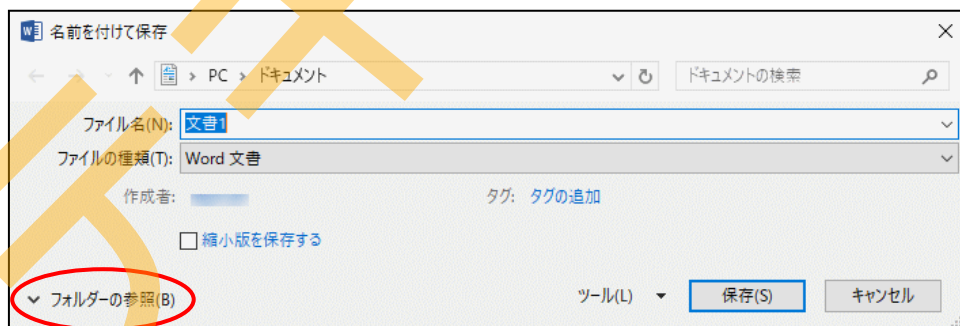 名前を付けて保存
PC > ドキュメント
ドキュメントの検索
ファイル名(N): 文書1
ファイルの種類(T): Word 文書
作成者:
タグ: タグの追加
縮小版を保存する
フォルダーの参照(B)
ツール(L)
保存(S)
キャンセル